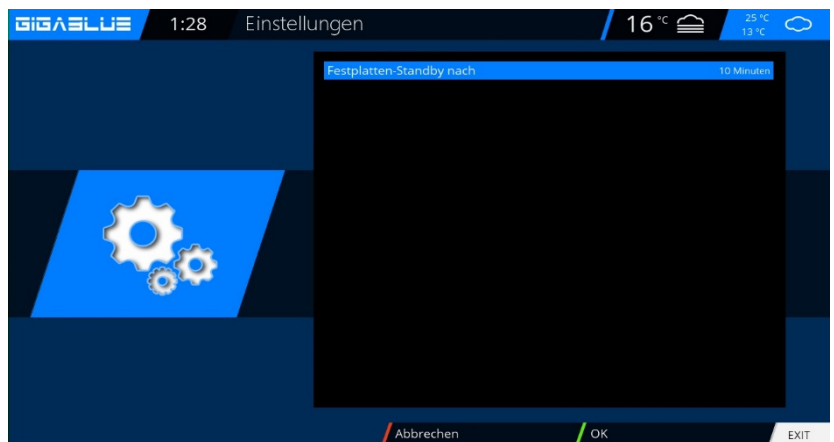 GIGABLUE 1:28 Einstellungen 16 °C 25 °C
13 °C
Festplatten-Standby nach 10 Minuten
Abbrechen OK EXIT